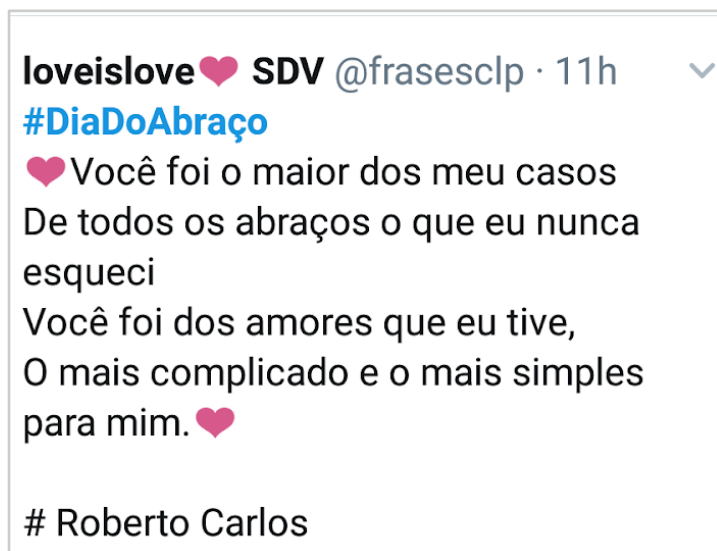 loveislove💗 SDV @frasesclp · 11h
#DiaDoAbraço
💗Você foi o maior dos meu casos
De todos os abraços o que eu nunca
esqueci
Você foi dos amores que eu tive,
O mais complicado e o mais simples
para mim.💗
# Roberto Carlos